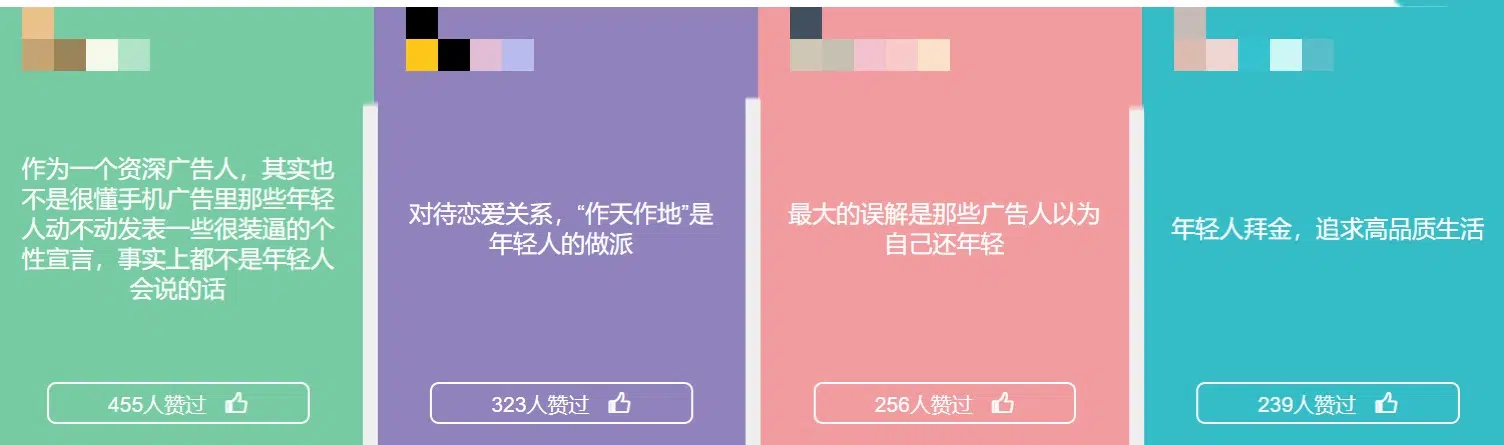 作为一个资深广告人，其实也
不是很懂手机广告里那些年轻
人动不动发表一些很装逼的个
性宣言，事实上都不是年轻人
会说的话
455人赞过
对待恋爱关系，“作天作地”是
年轻人的做派
323人赞过
最大的误解是那些广告人以为
自己还年轻
256人赞过
年轻人拜金，追求高品质生活
239人赞过